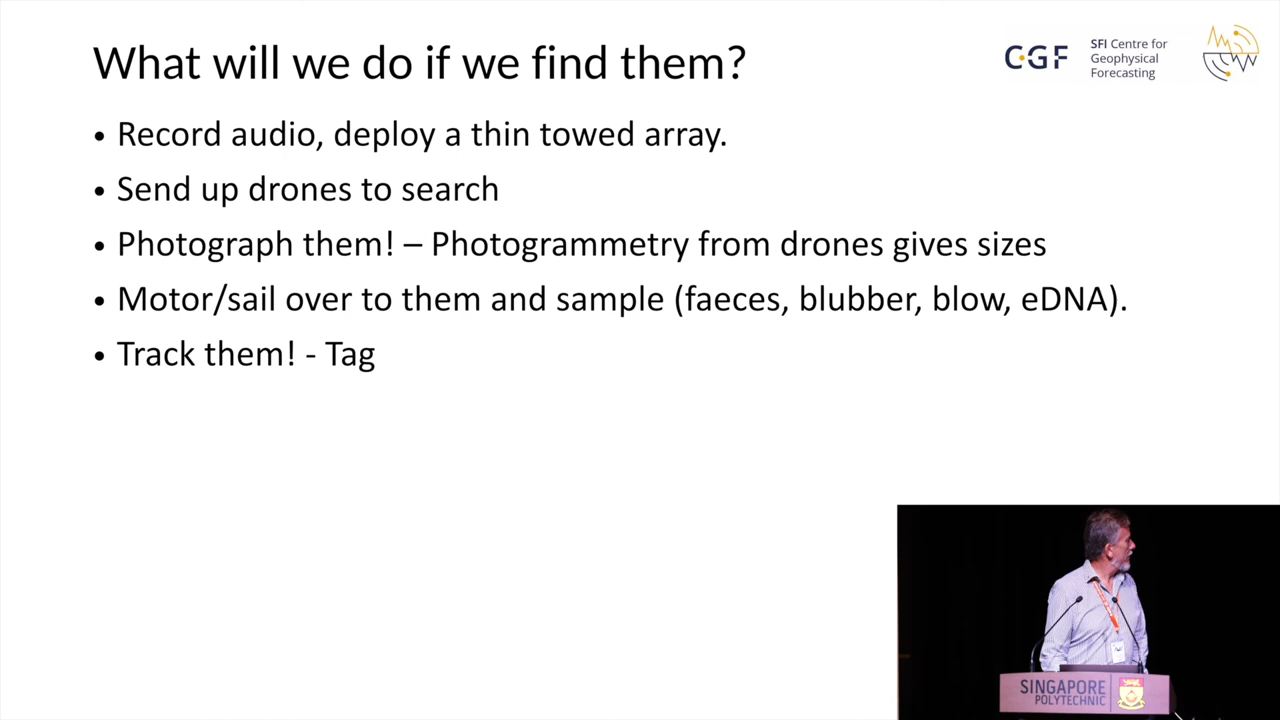 What will we do if we find them?
CGF
SFI Centre for
Geophysical
Forecasting
• Record audio, deploy a thin towed array.
• Send up drones to search
• Photograph them! – Photogrammetry from drones gives sizes
• Motor/sail over to them and sample (faeces, blubber, blow, eDNA).
• Track them! - Tag
SINGAPORE
POLYTECHNIC